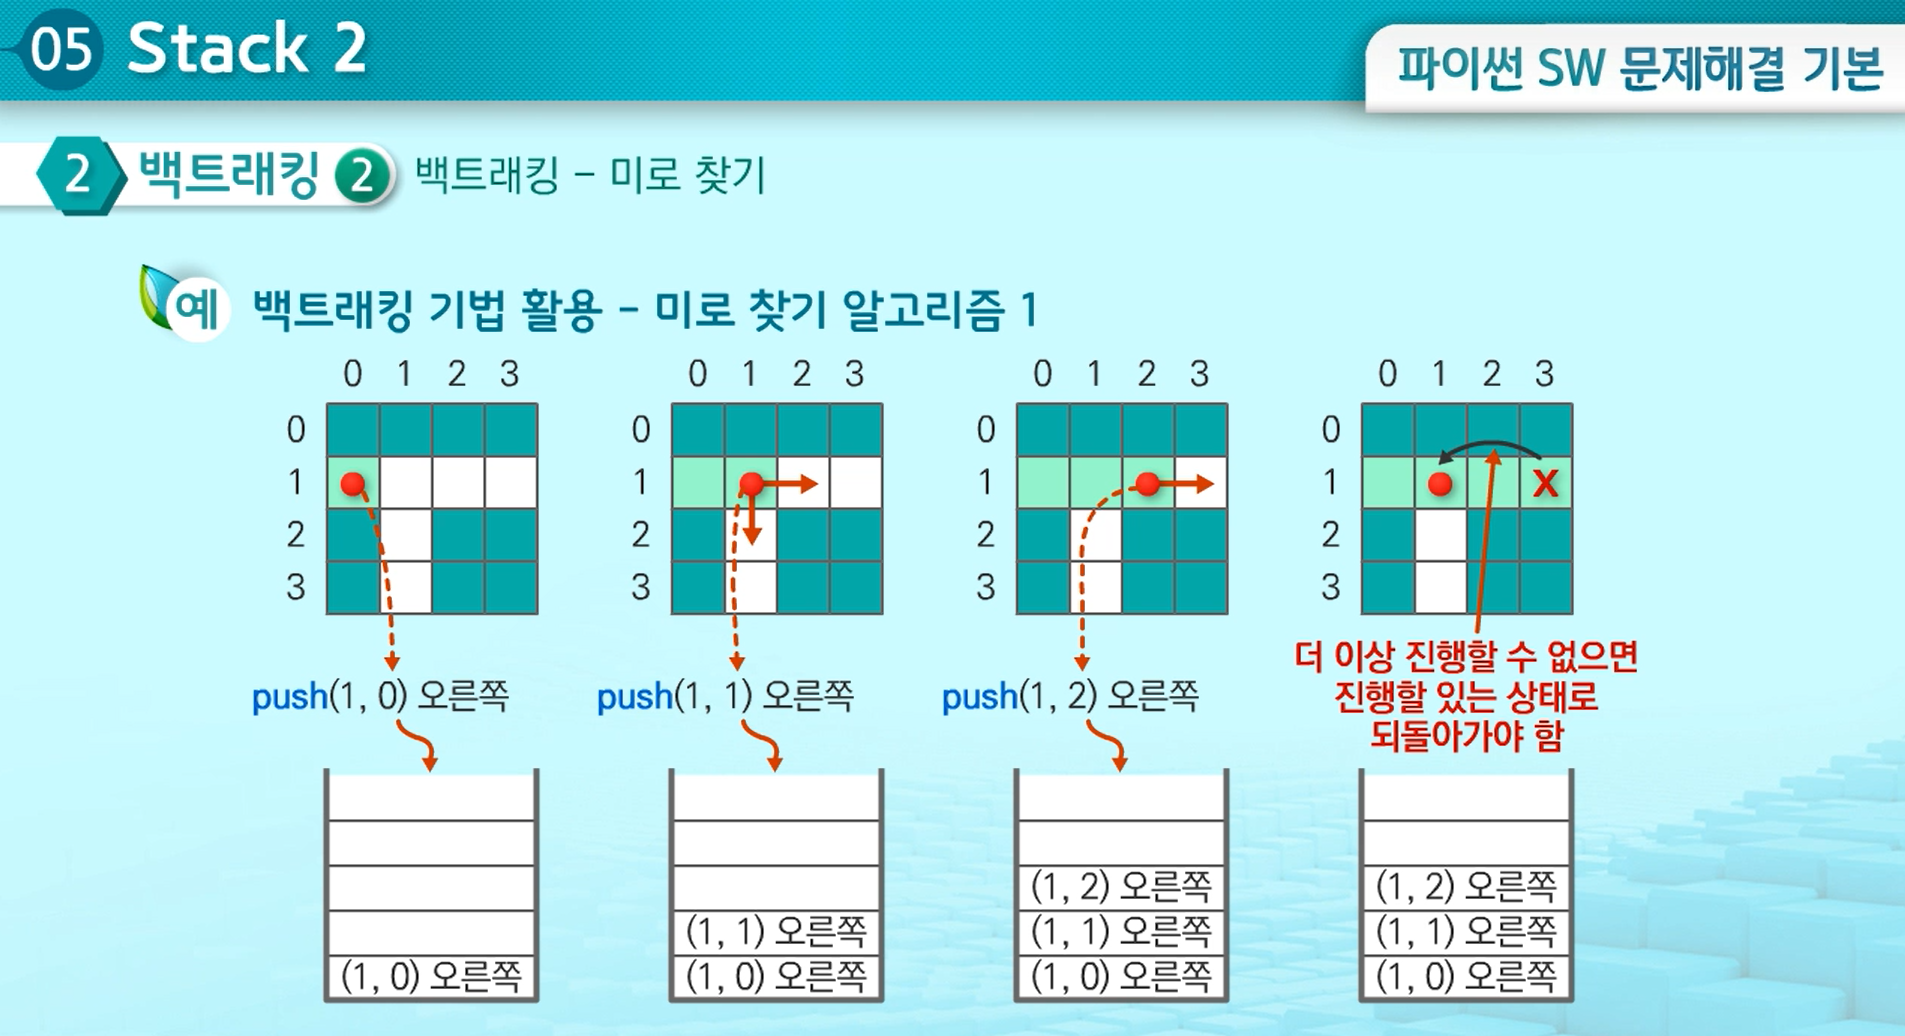 05 Stack 2
파이썬 SW 문제해결 기본
2 백트래킹 2 백트래킹 – 미로 찾기
예 백트래킹 기법 활용 – 미로 찾기 알고리즘 1
0 1 2 3
0
1
2
3
push(1, 0) 오른쪽
(1, 0) 오른쪽
0 1 2 3
0
1
2
3
push(1, 1) 오른쪽
(1, 1) 오른쪽
(1, 0) 오른쪽
0 1 2 3
0
1
2
3
push(1, 2) 오른쪽
(1, 2) 오른쪽
(1, 1) 오른쪽
(1, 0) 오른쪽
0 1 2 3
0
1 X
2
3
더 이상 진행할 수 없으면
진행할 있는 상태로
되돌아가야 함
(1, 2) 오른쪽
(1, 1) 오른쪽
(1, 0) 오른쪽